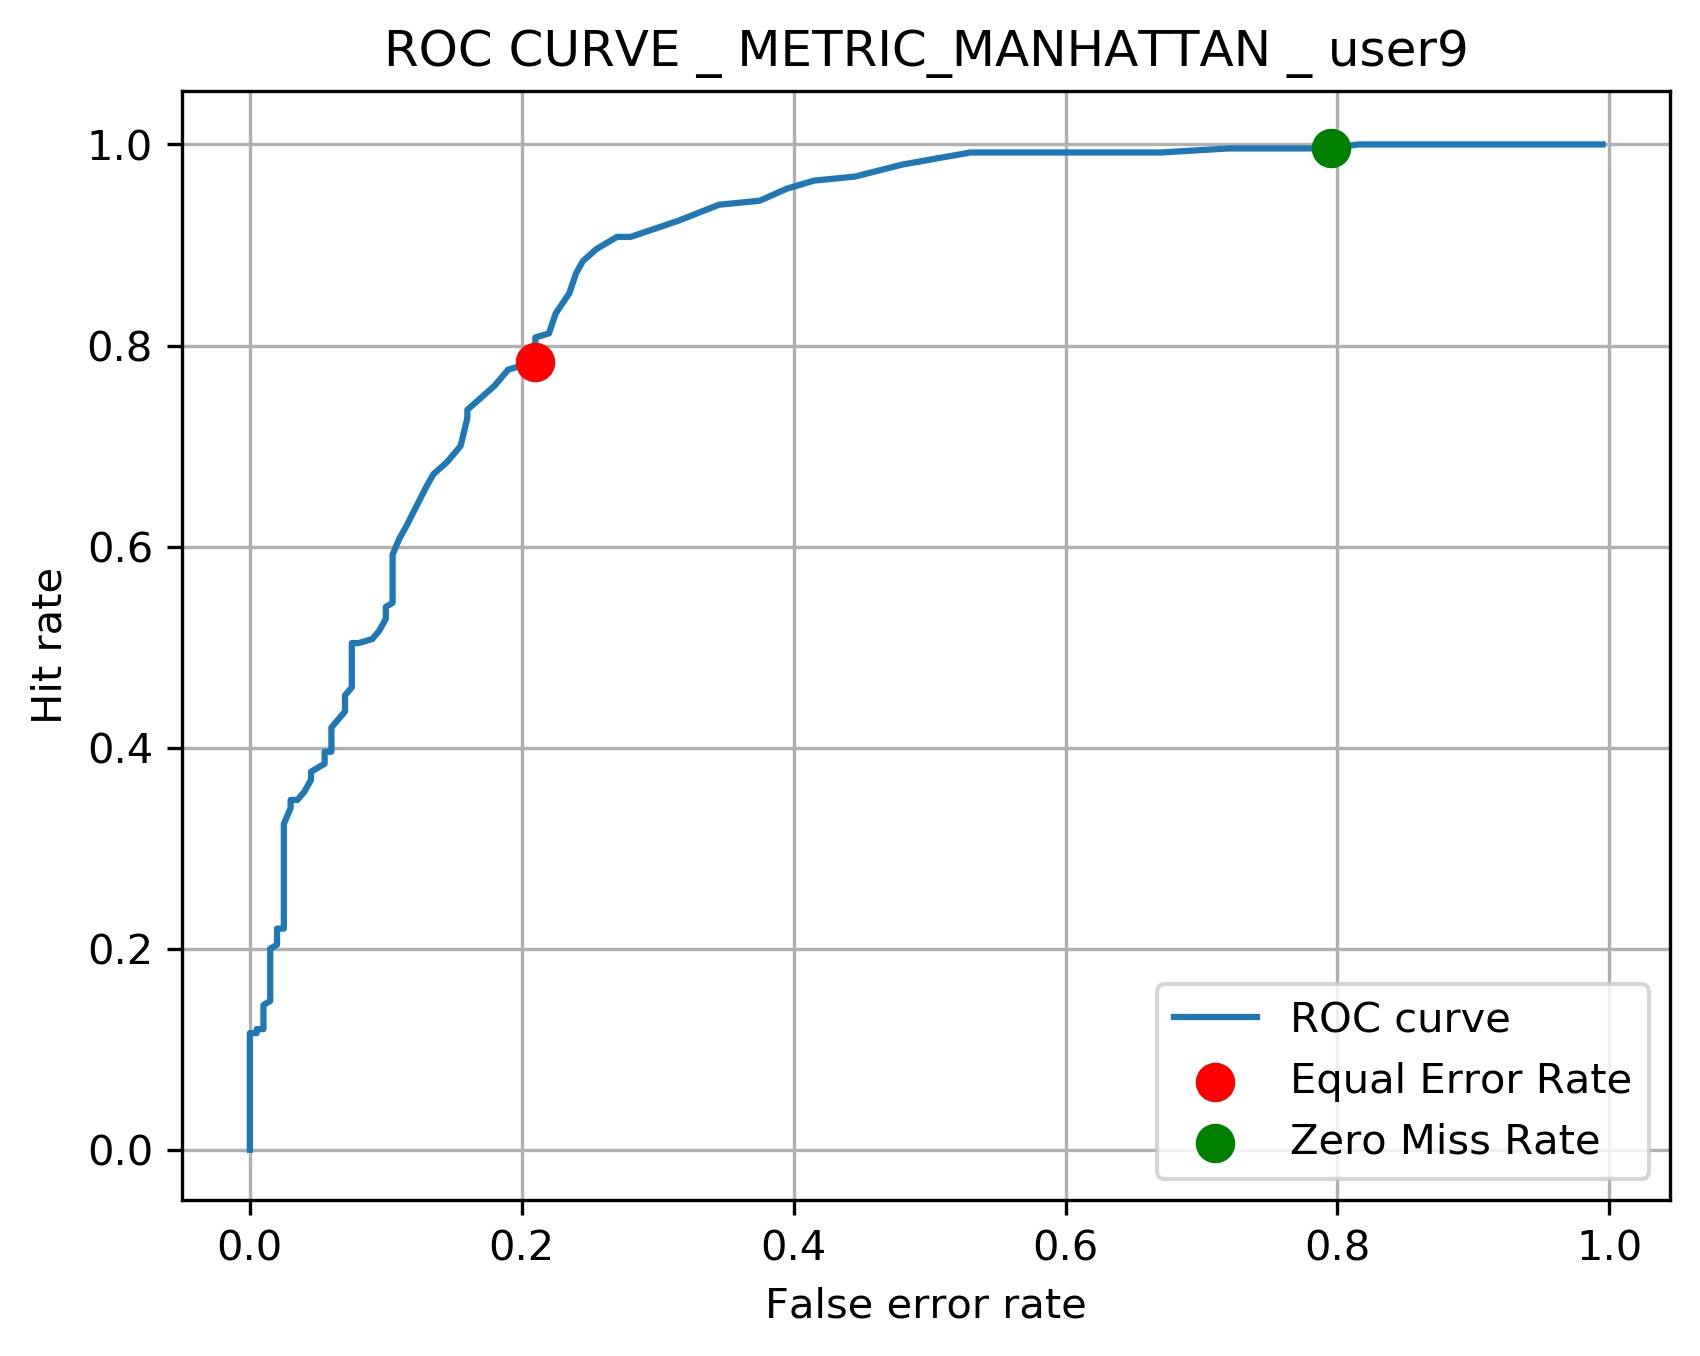 ROC CURVE _ METRIC_MANHATTAN _ user9
1.0
0.8
0.6
0.4
0.2
0.0
Hit rate
ROC curve
Equal Error Rate
Zero Miss Rate
0.0 0.2 0.4 0.6 0.8 1.0
False error rate